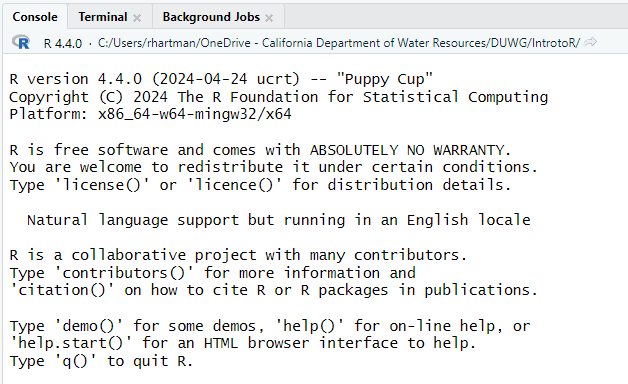 Console Terminal Background Jobs
R R 4.4.0 · C:/Users/rhartman/OneDrive - California Department of Water Resources/DUWG/IntrotoR/
R version 4.4.0 (2024-04-24 ucrt) -- "Puppy Cup"
Copyright (C) 2024 The R Foundation for Statistical Computing
Platform: x86_64-w64-mingw32/x64
R is free software and comes with ABSOLUTELY NO WARRANTY.
You are welcome to redistribute it under certain conditions.
Type 'license()' or 'licence()' for distribution details.
Natural language support but running in an English locale
R is a collaborative project with many contributors.
Type 'contributors()' for more information and
'citation()' on how to cite R or R packages in publications.
Type 'demo()' for some demos, 'help()' for on-line help, or
'help.start()' for an HTML browser interface to help.
Type 'q()' to quit R.